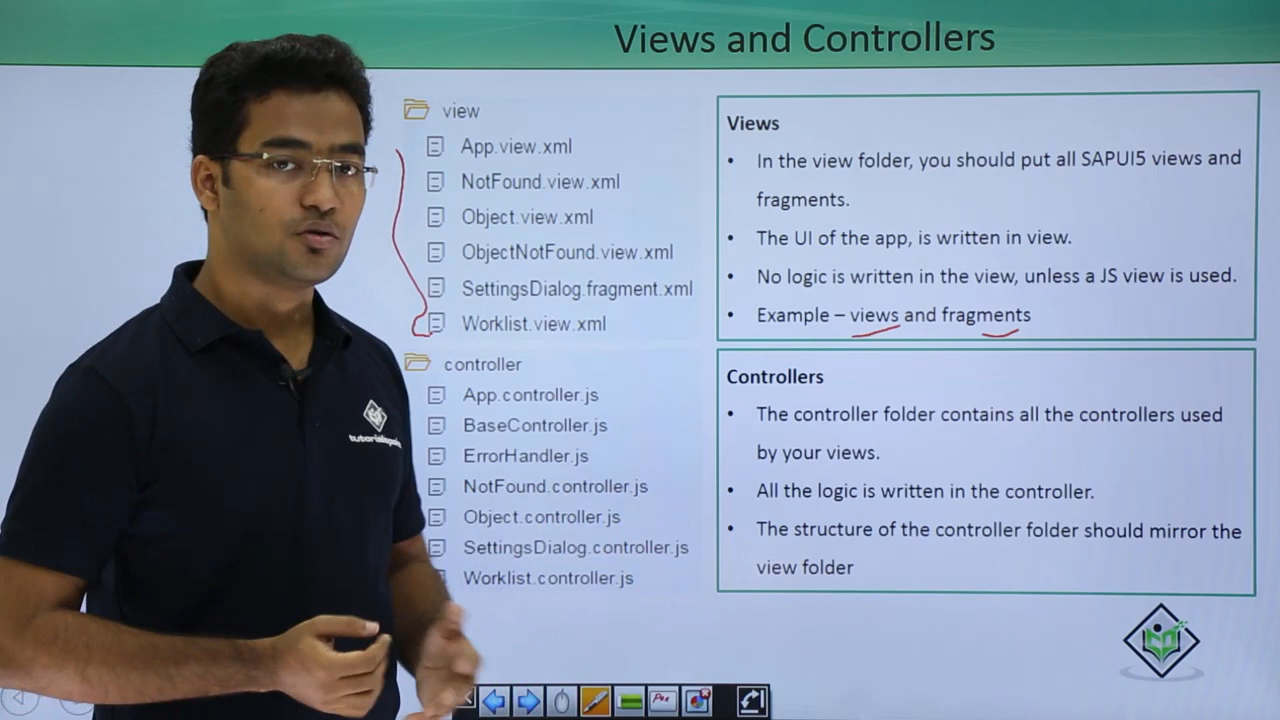 Views and Controllers
view
App.view.xml
NotFound.view.xml
Object.view.xml
ObjectNotFound.view.xml
SettingsDialog.fragment.xml
Worklist.view.xml
controller
App.controller.js
BaseController.js
ErrorHandler.js
NotFound.controller.js
Object.controller.js
SettingsDialog.controller.js
Worklist.controller.js
Views
• In the view folder, you should put all SAPUI5 views and
fragments.
• The UI of the app, is written in view.
• No logic is written in the view, unless a JS view is used.
• Example – views and fragments
Controllers
• The controller folder contains all the controllers used
by your views.
• All the logic is written in the controller.
• The structure of the controller folder should mirror the
view folder